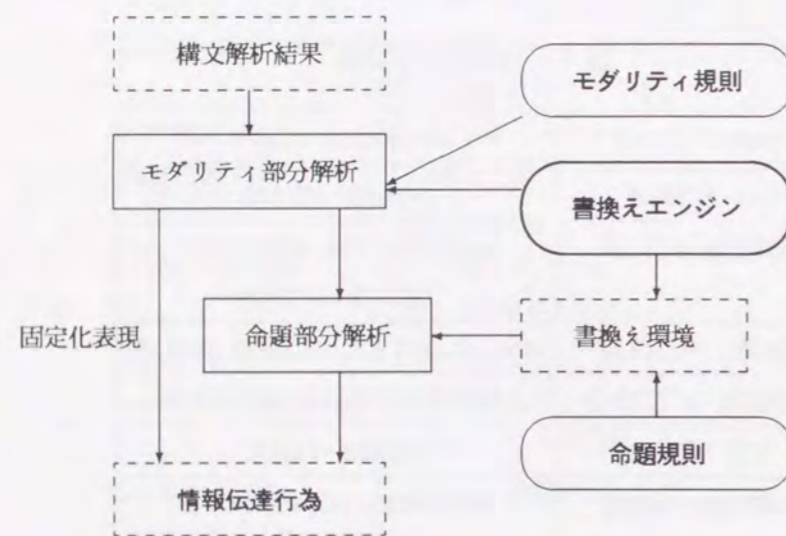 構文解析結果
モダリティ規則
モダリティ部分解析
書換えエンジン
固定化表現
命題部分解析
書換え環境
命題規則
情報伝達行為